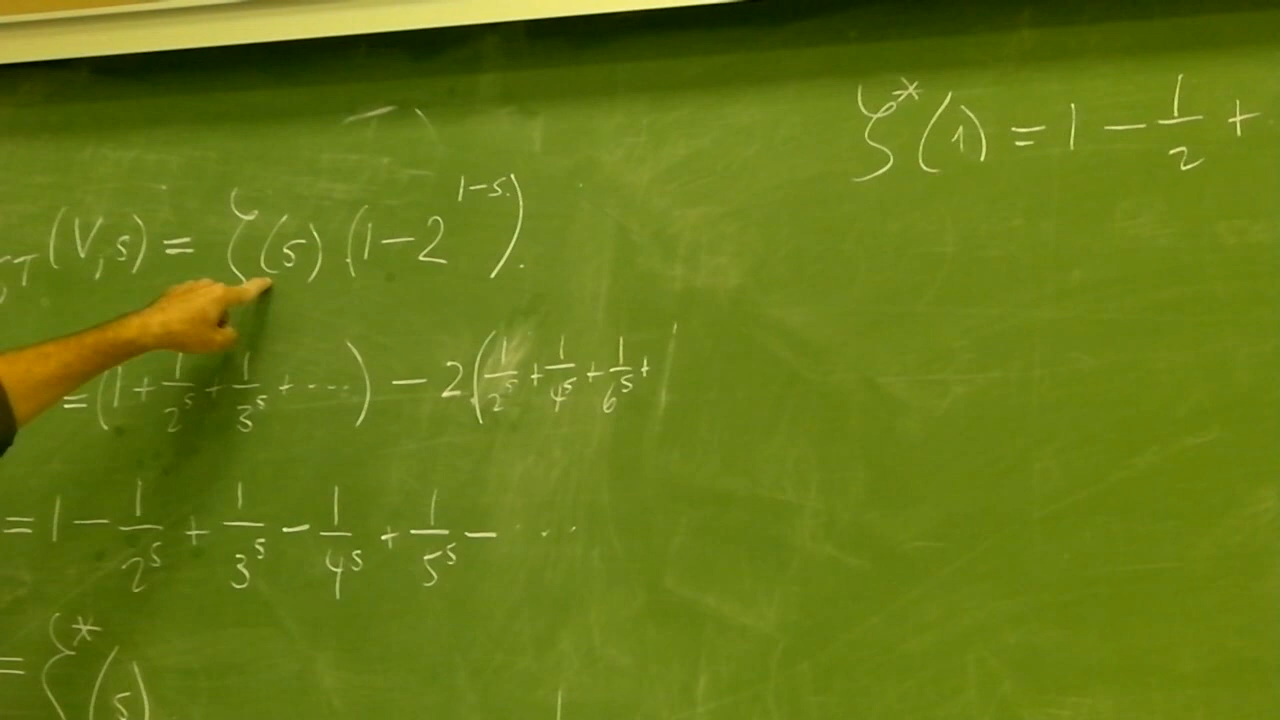 ζ*(1) = 1 - 1/2 +
T(V,s) = ζ(s)(1-2^{1-s}).
= (1 + 1/2^s + 1/3^s + ....) - 2(1/2^s + 1/4^s + 1/6^s +
= 1 - 1/2^s + 1/3^s - 1/4^s + 1/5^s - ...
= ζ*(s)